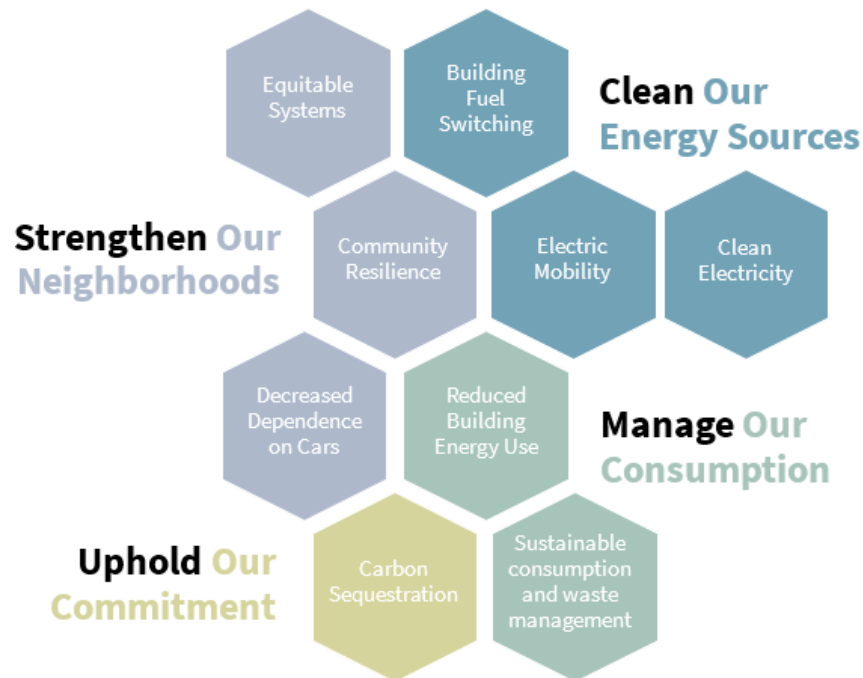 Equitable
Systems
Building
Fuel
Switching
Clean Our
Energy Sources
Strengthen Our
Neighborhoods
Community
Resilience
Electric
Mobility
Clean
Electricity
Decreased
Dependence
on Cars
Reduced
Building
Energy Use
Manage Our
Consumption
Uphold Our
Commitment
Carbon
Sequestration
Sustainable
consumption
and waste
management